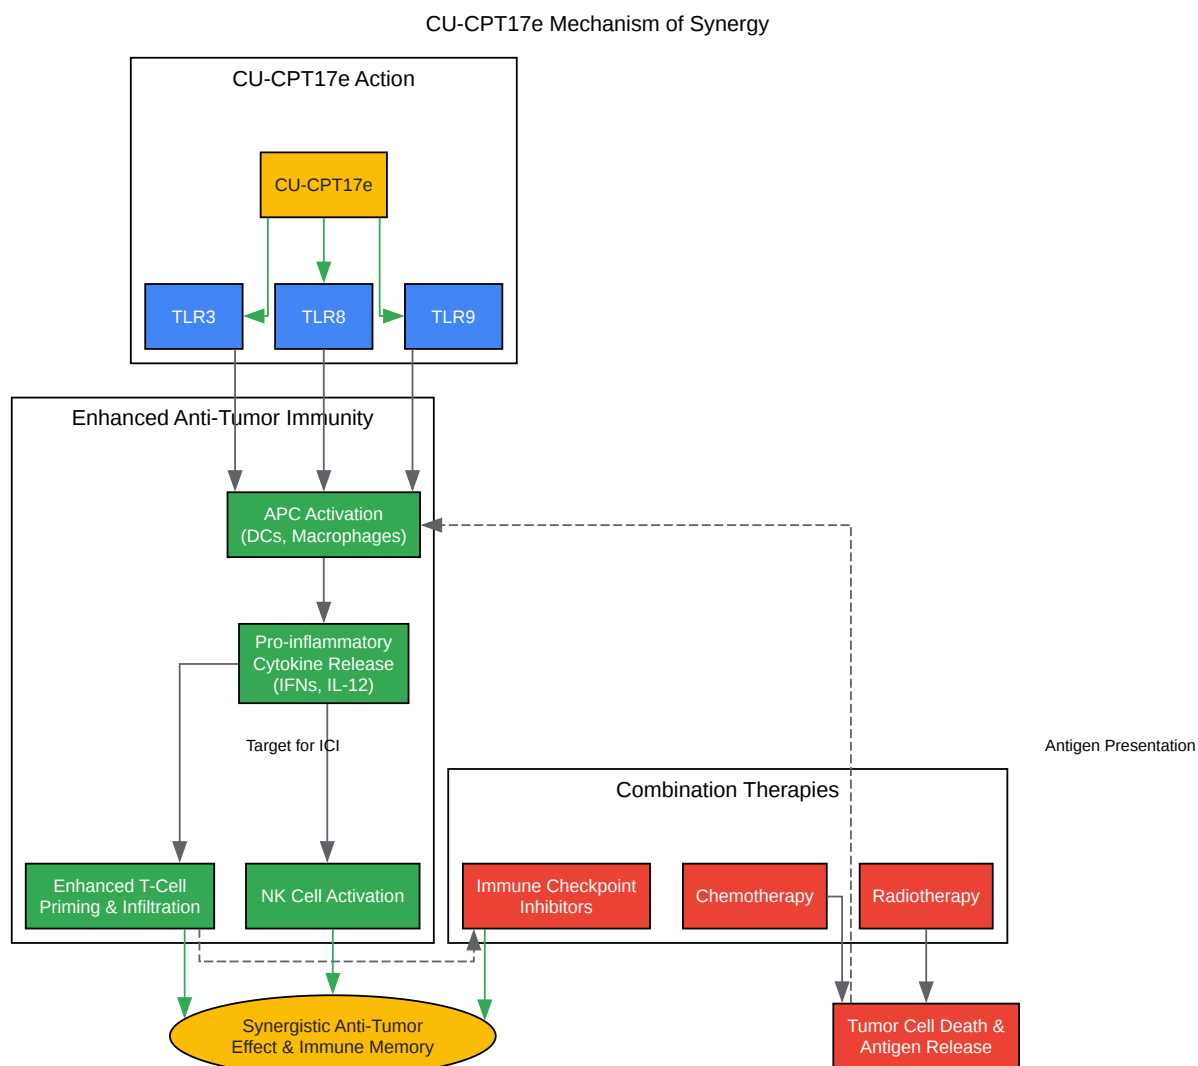 CU-CPT17e Mechanism of Synergy
CU-CPT17e Action
CU-CPT17e
TLR3
TLR8
TLR9
Enhanced Anti-Tumor Immunity
APC Activation
(DCs, Macrophages)
Pro-inflammatory
Cytokine Release
(IFNs, IL-12)
Target for ICI
Antigen Presentation
Combination Therapies
Enhanced T-Cell
Priming & Infiltration
NK Cell Activation
Immune Checkpoint
Inhibitors
Chemotherapy
Radiotherapy
Synergistic Anti-Tumor
Effect & Immune Memory
Tumor Cell Death &
Antigen Release